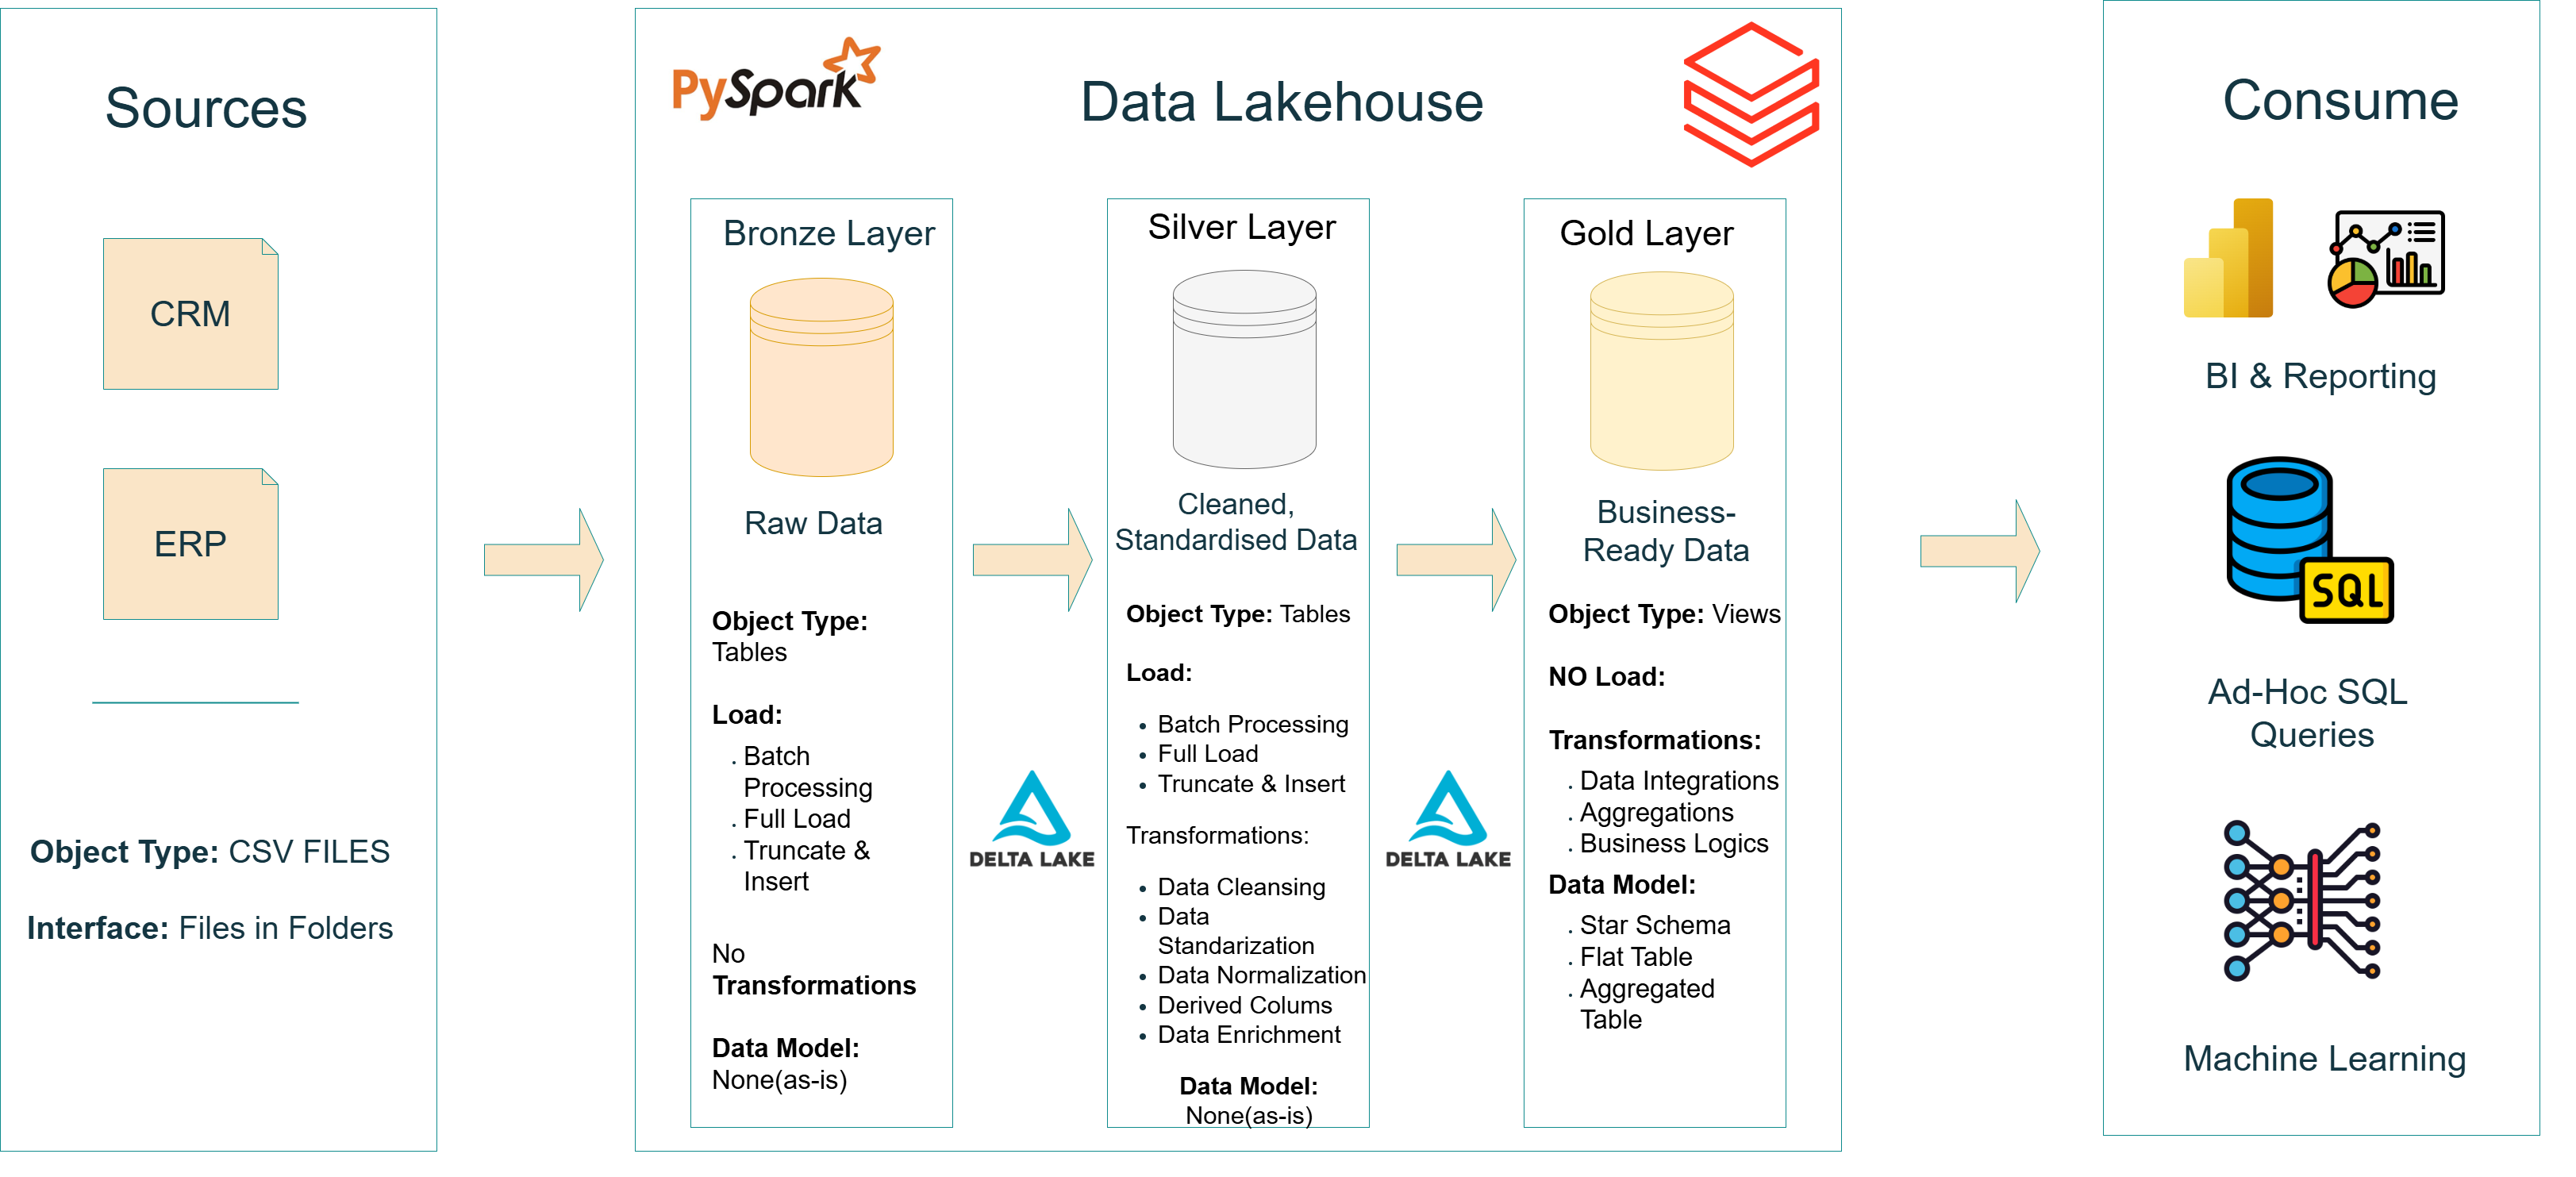 Sources
CRM
ERP
Object Type: CSV FILES
Interface: Files in Folders
PySpark
Data Lakehouse
Bronze Layer
Raw Data
Object Type:
Tables
Load:
Batch
Processing
Full Load
Truncate &
Insert
No
Transformations
Data Model:
None(as-is)
DELTA LAKE
Silver Layer
Cleaned,
Standardised Data
Object Type: Tables
Load:
Batch Processing
Full Load
Truncate & Insert
Transformations:
Data Cleansing
Data
Standarization
Data Normalization
Derived Colums
Data Enrichment
Data Model:
None(as-is)
DELTA LAKE
Gold Layer
Business-
Ready Data
Object Type: Views
NO Load:
Transformations:
Data Integrations
Aggregations
Business Logics
Data Model:
Star Schema
Flat Table
Aggregated
Table
Consume
BI & Reporting
SQL
Ad-Hoc SQL
Queries
Machine Learning